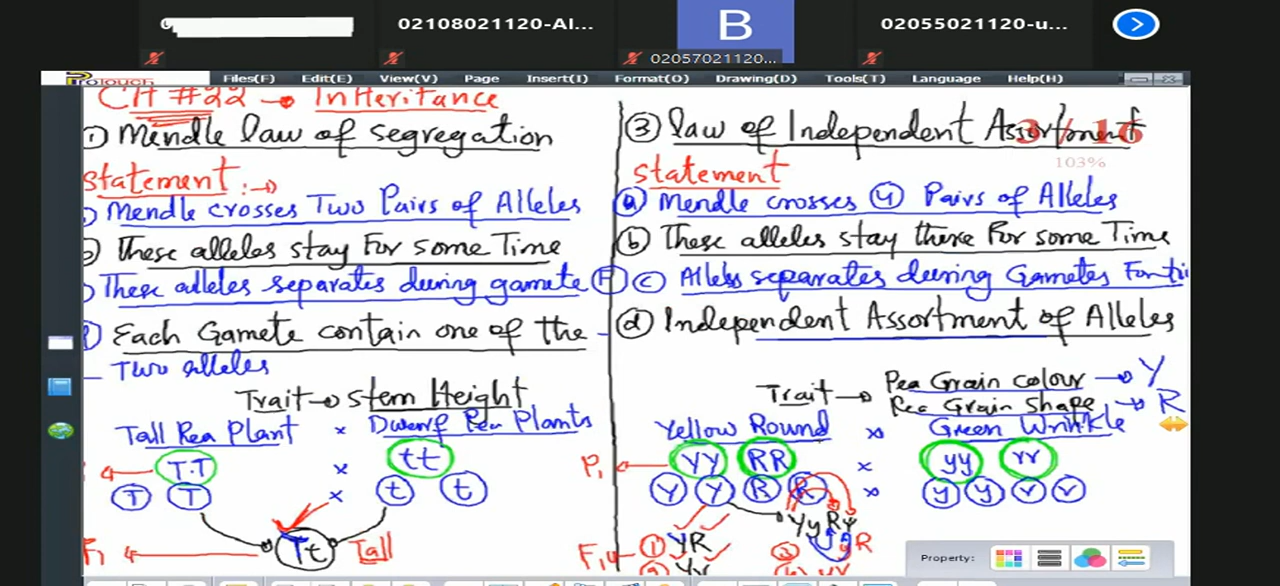 02108021120-Al...
B
02055021120-u...
02057021120...
ProTouch
Files(F) Edit(E) View(V) Page Insert(I) Format(O) Drawing(D) Tools(T) Language Help(H)
CH #22 → Inheritance
① Mendle law of segregation
statement :→
Mendle crosses Two Pairs of Alleles
These alleles stay For some Time
These alleles separates during gamete (F)
Each Gamete contain one of the
Two alleles
Trait → stem Height
Tall Pea Plant × Dwarf Pea Plants
T.T × tt
T T × t t
Tt Tall
F1
③ law of Independent Assortment
3 / 16
103%
statement
ⓐ Mendle crosses ④ Pairs of Alleles
ⓑ These alleles stay there For some Time
ⓒ Alleles separates during Gametes
ⓓ Independent Assortment of Alleles
Trait → Pea Grain colour → Y
Pea Grain shape → R
Yellow Round × Green Wrinkle
P1 YY RR × yy rr
Y Y R R × y y r r
YyRr
F1 ① YR ③ R
Property: